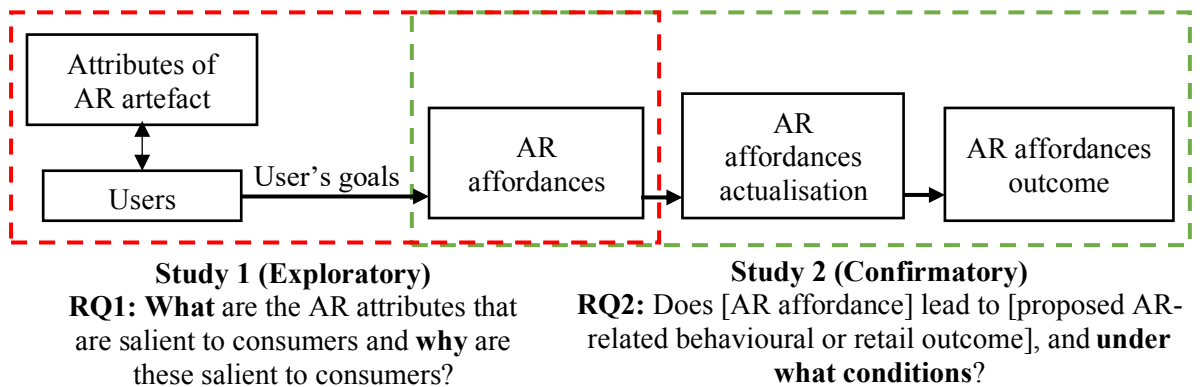 Attributes of
AR artefact
Users
User's goals
AR
affordances
AR
affordances
actualisation
AR affordances
outcome
Study 1 (Exploratory)
RQ1: What are the AR attributes that
are salient to consumers and why are
these salient to consumers?
Study 2 (Confirmatory)
RQ2: Does [AR affordance] lead to [proposed AR-
related behavioural or retail outcome], and under
what conditions?